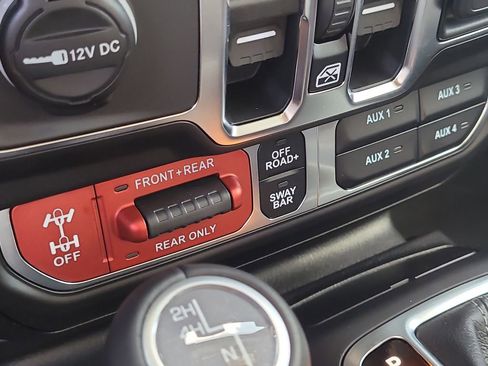 12V DC
FRONT+REAR
REAR ONLY
OFF
OFF
ROAD+
SWAY
BAR
AUX 1
AUX 2
AUX 3
AUX 4
2H
4H
N
P